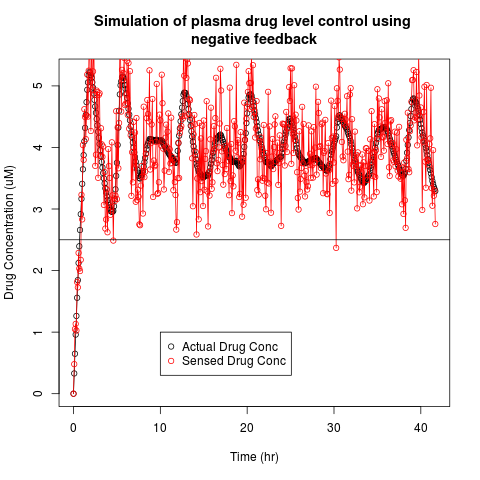 Simulation of plasma drug level control using
negative feedback
Drug Concentration (uM)
5
4
3
2
1
0
Actual Drug Conc
Sensed Drug Conc
0 10 20 30 40
Time (hr)